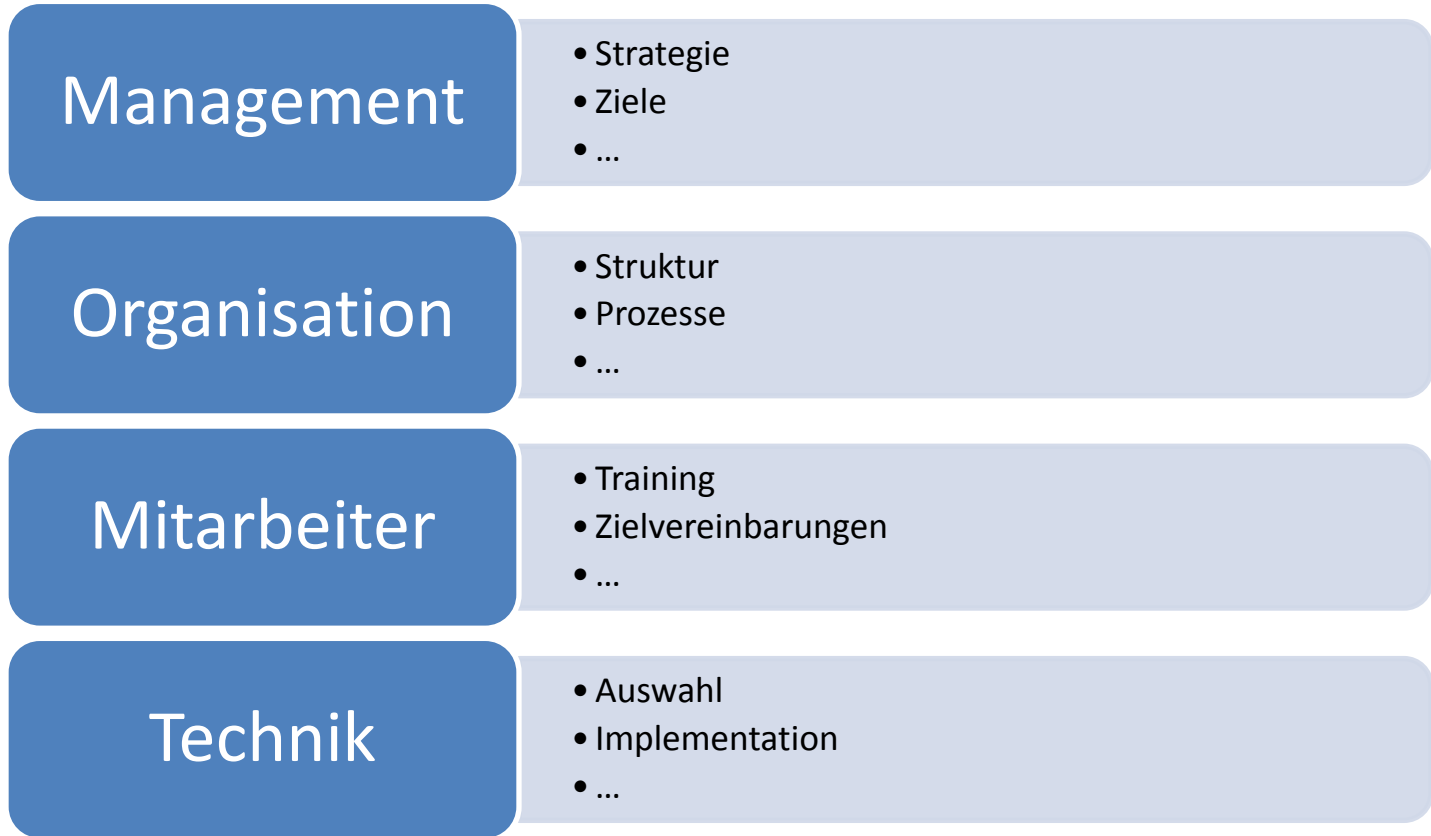 Management
• Strategie
• Ziele
• ...
Organisation
• Struktur
• Prozesse
• ...
Mitarbeiter
• Training
• Zielvereinbarungen
• ...
Technik
• Auswahl
• Implementation
• ...